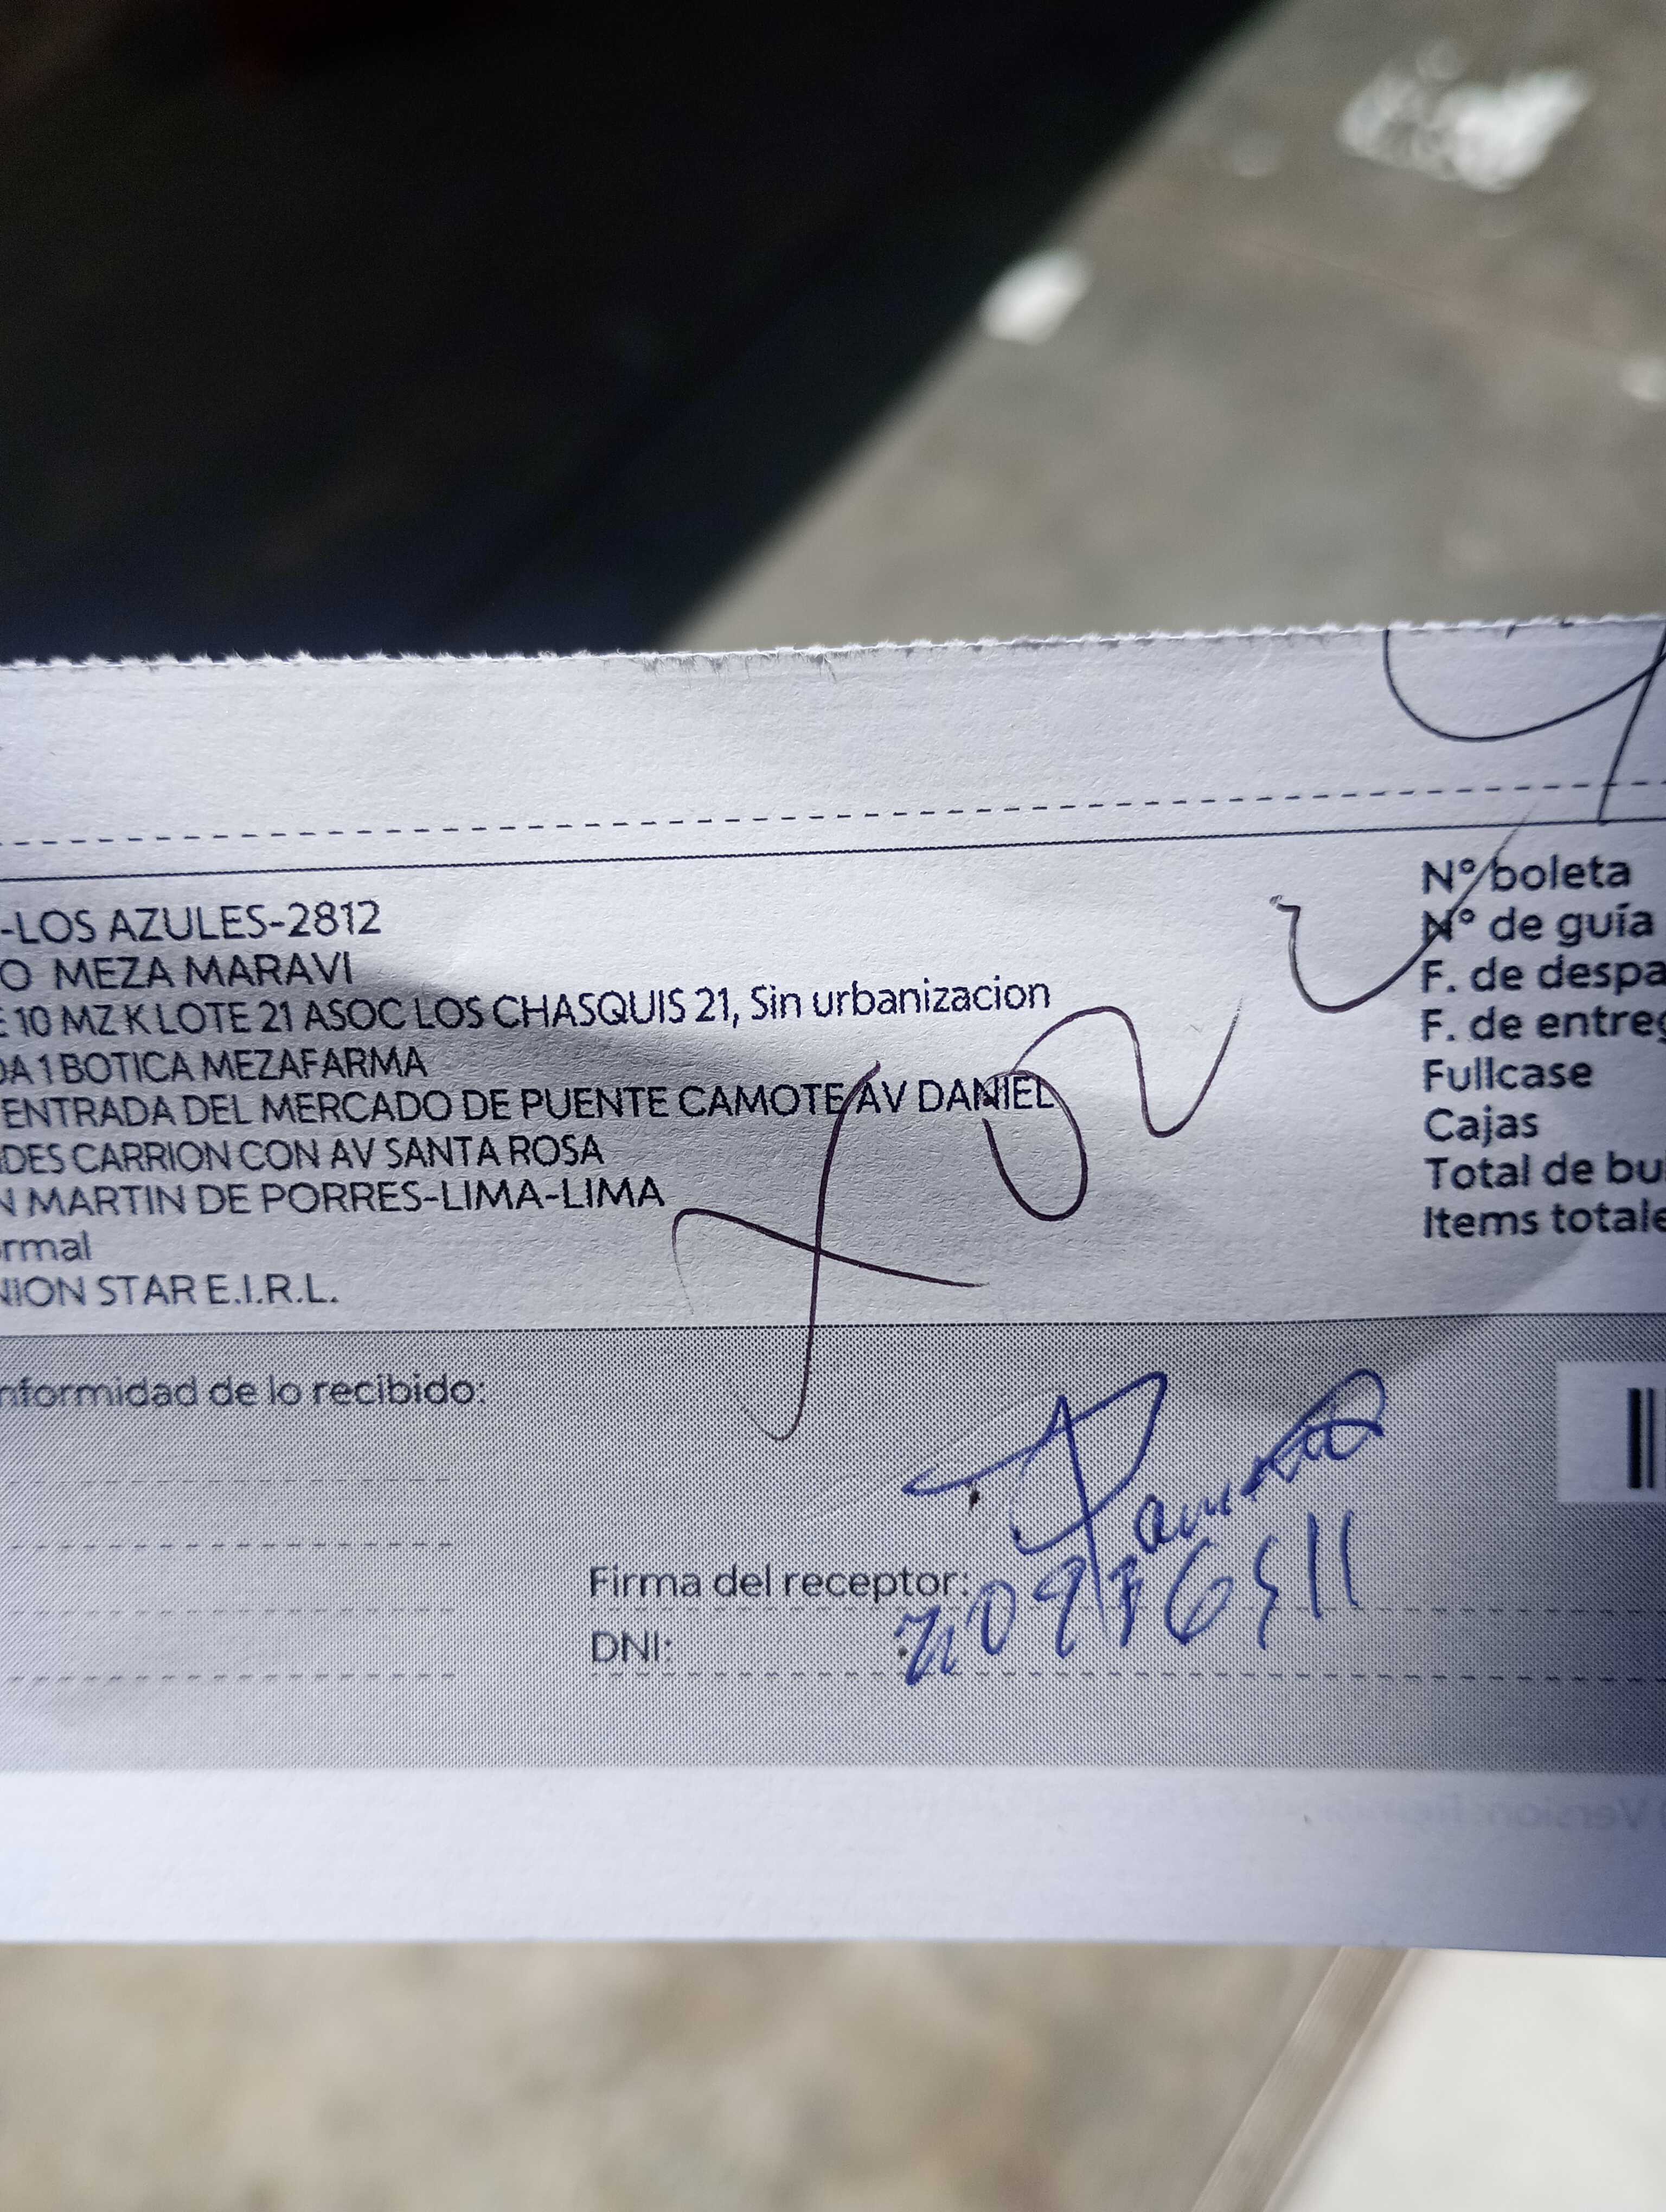 -LOS AZULES-2812
O MEZA MARAVI
E 10 MZ K LOTE 21 ASOC LOS CHASQUIS 21, Sin urbanizacion
DA 1 BOTICA MEZAFARMA
ENTRADA DEL MERCADO DE PUENTE CAMOTE AV DANIEL
IDES CARRION CON AV SANTA ROSA
N MARTIN DE PORRES-LIMA-LIMA
ormal
NION STAR E.I.R.L.
N° boleta
N° de guía
F. de despa
F. de entreg
Fullcase
Cajas
Total de bu
Items totale
nformidad de lo recibido:
Firma del receptor:
DNI: